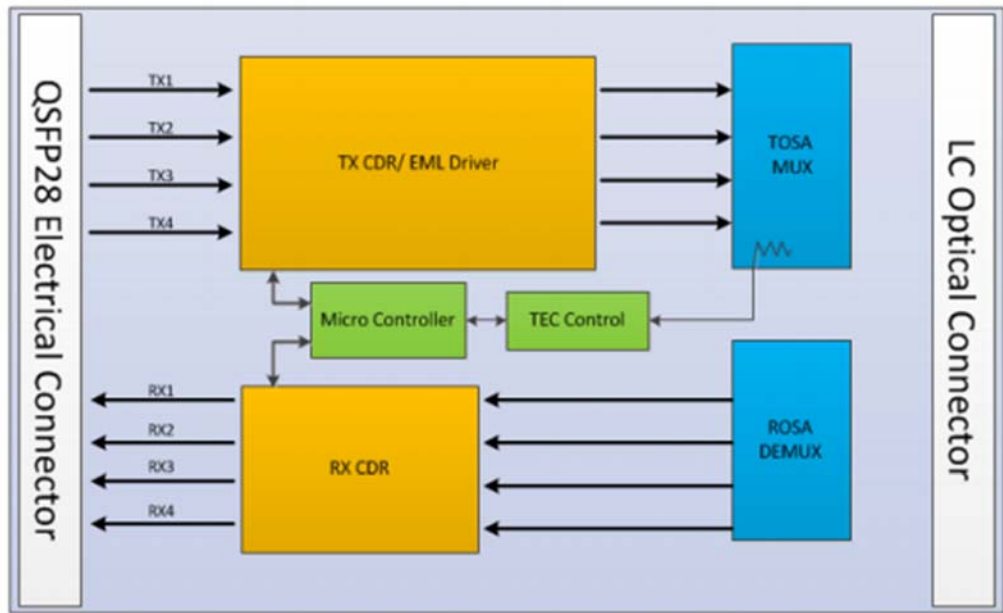 QSFP28 Electrical Connector
TX1
TX2
TX3
TX4
TX CDR/ EML Driver
TOSA
MUX
LC Optical Connector
Micro Controller
TEC Control
RX1
RX2
RX3
RX4
RX CDR
ROSA
DEMUX